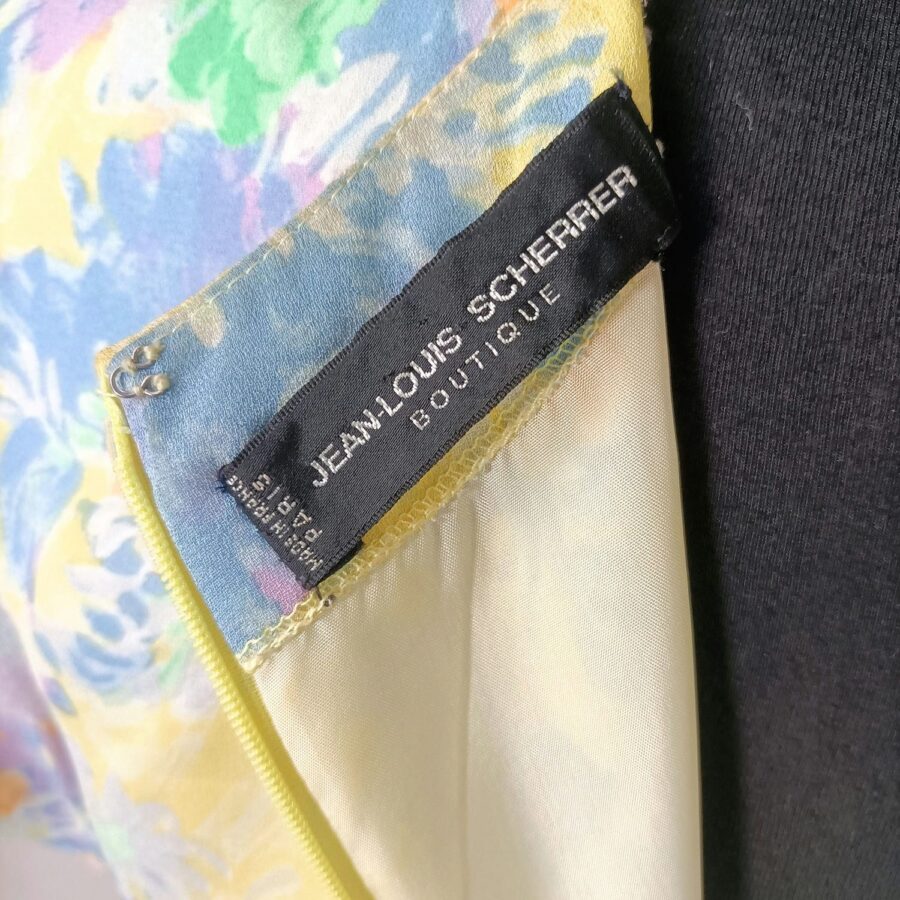 JEAN-LOUIS SCHERRER
BOUTIQUE
MADE IN FRANCE
PARIS